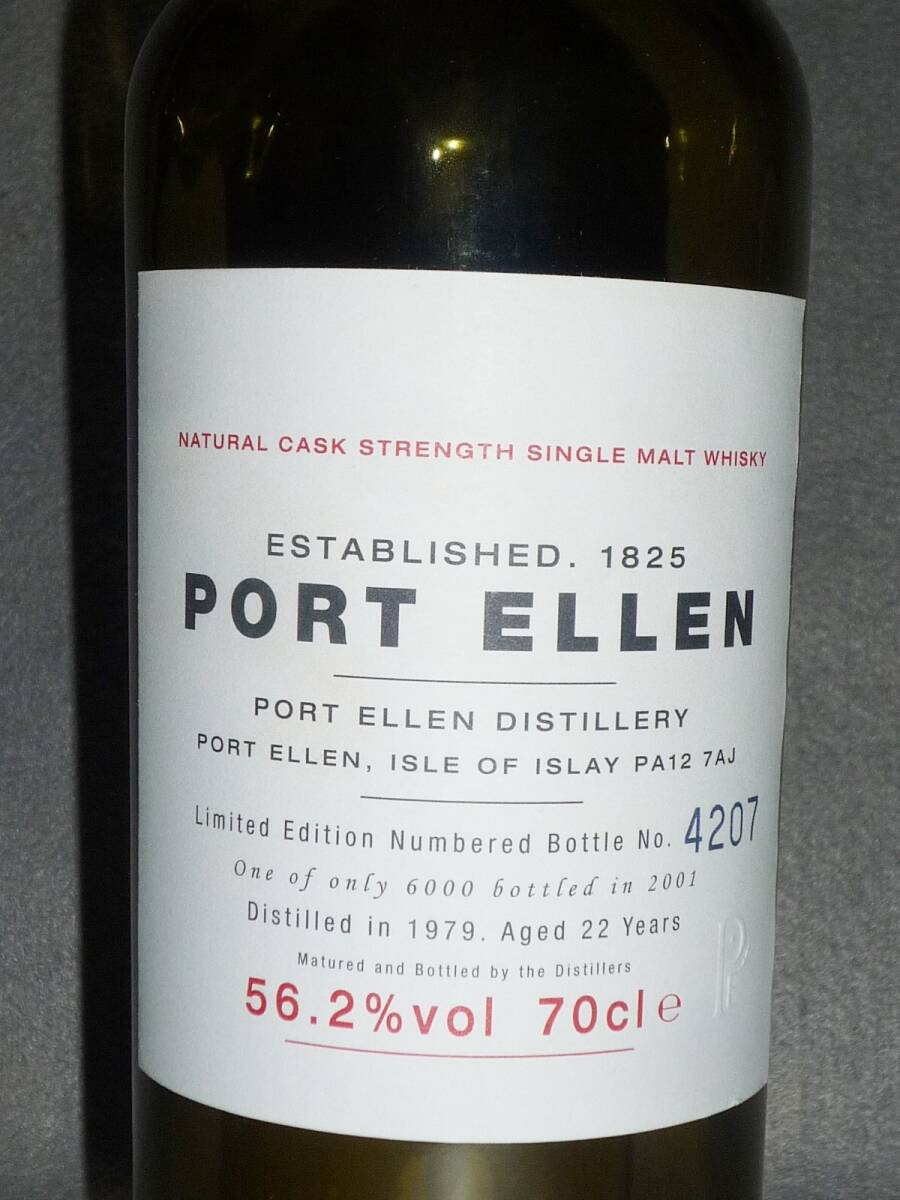 NATURAL CASK STRENGTH SINGLE MALT WHISKY
ESTABLISHED. 1825
PORT ELLEN
PORT ELLEN DISTILLERY
PORT ELLEN, ISLE OF ISLAY PA12 7AJ
Limited Edition Numbered Bottle No. 4207
One of only 6000 bottled in 2001
Distilled in 1979. Aged 22 Years
Matured and Bottled by the Distillers
56.2%vol 70cl e